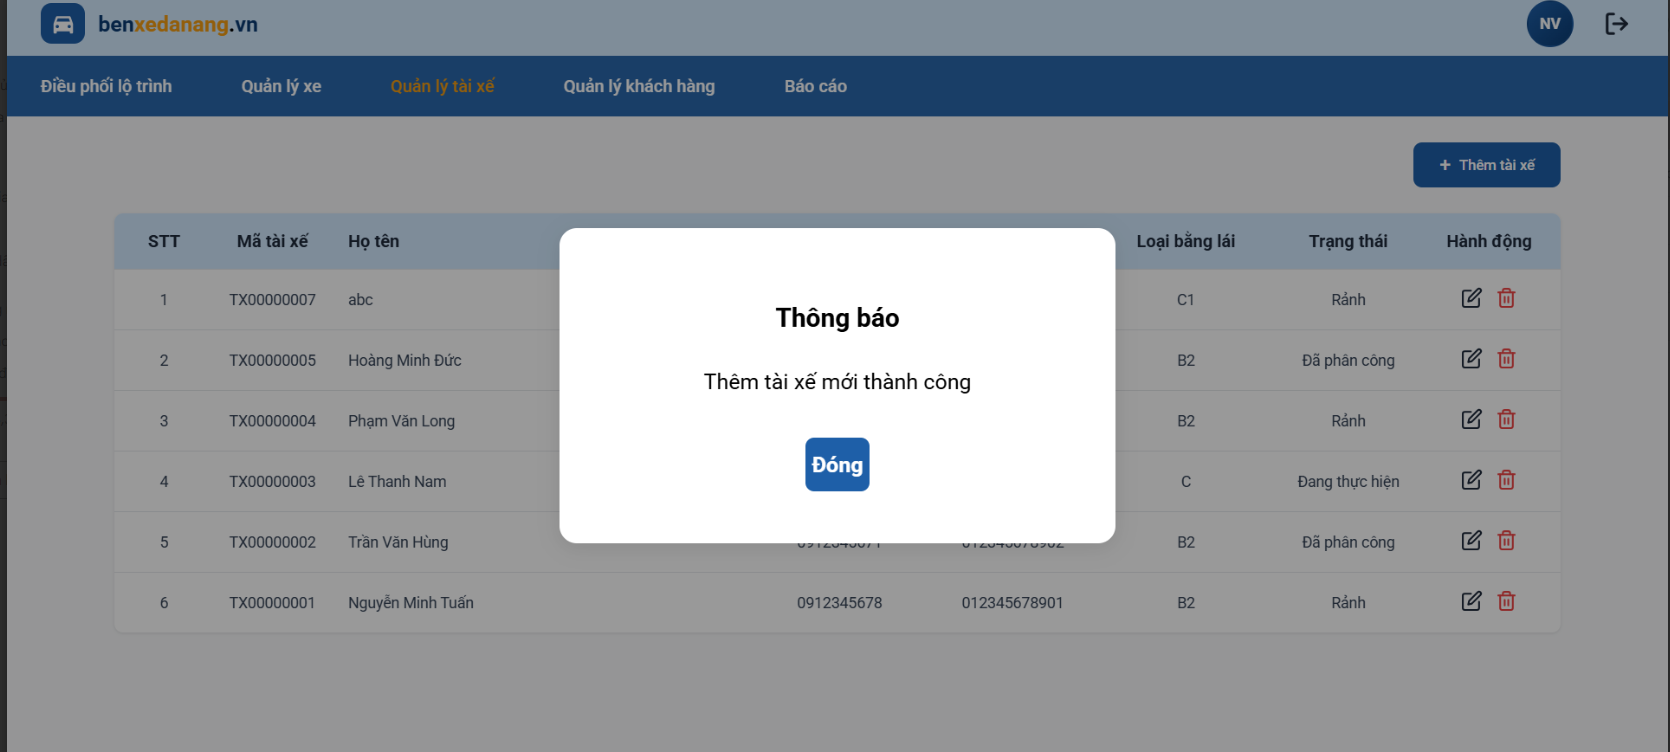 benxedanang.vn
NV
Điều phối lộ trình Quản lý xe Quản lý tài xế Quản lý khách hàng Báo cáo
+ Thêm tài xế
STT Mã tài xế Họ tên Loại bằng lái Trạng thái Hành động
1 TX00000007 abc C1 Rảnh
2 TX00000005 Hoàng Minh Đức B2 Đã phân công
3 TX00000004 Phạm Văn Long B2 Rảnh
4 TX00000003 Lê Thanh Nam C Đang thực hiện
5 TX00000002 Trần Văn Hùng B2 Đã phân công
6 TX00000001 Nguyễn Minh Tuấn 0912345678 012345678901 B2 Rảnh
Thông báo
Thêm tài xế mới thành công
Đóng